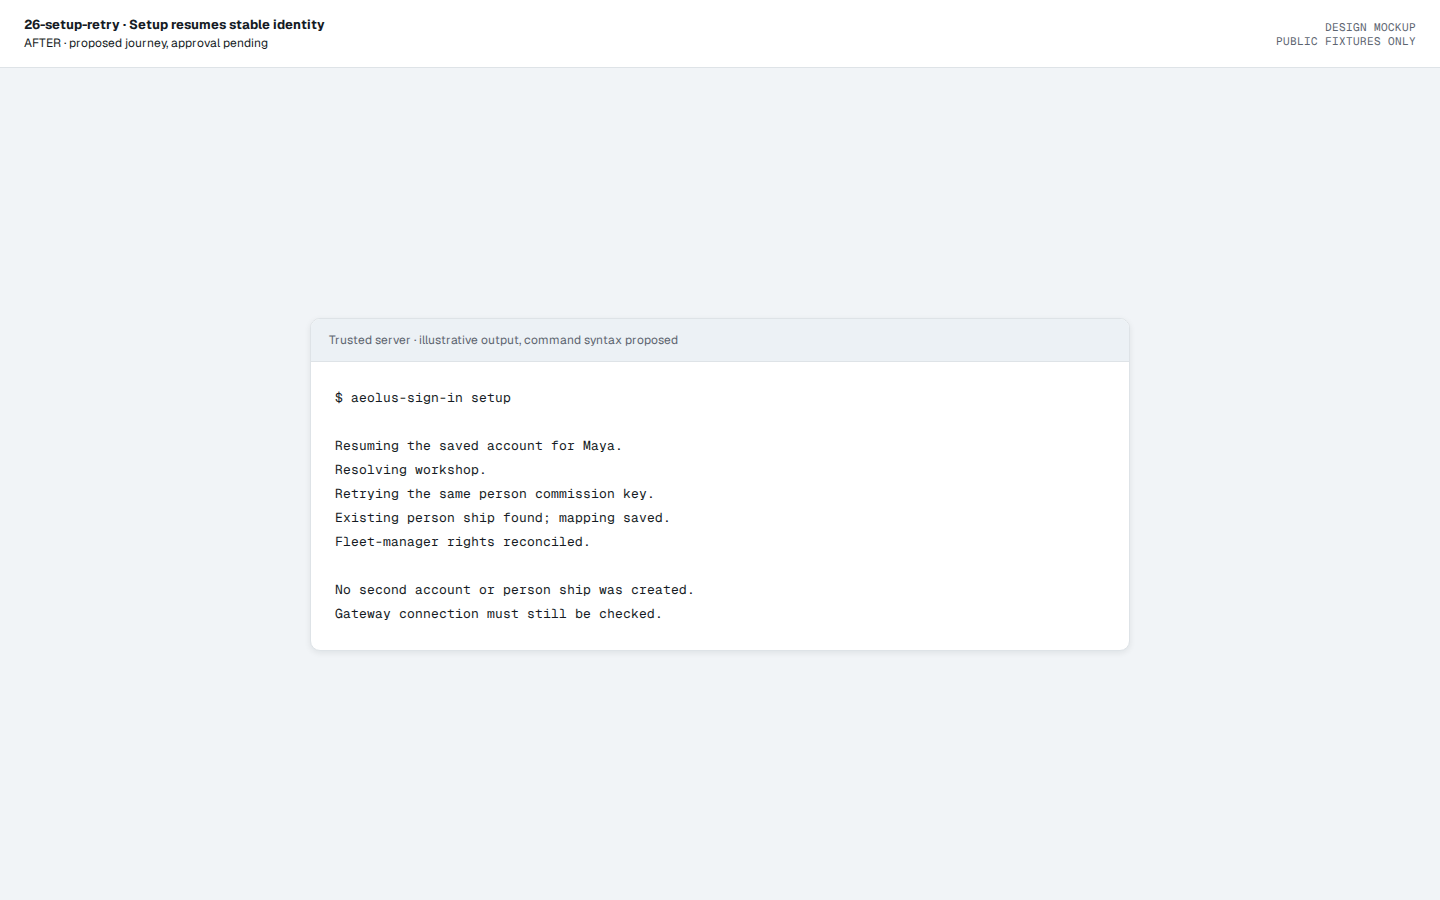 26-setup-retry · Setup resumes stable identity
AFTER · proposed journey, approval pending
DESIGN MOCKUP
PUBLIC FIXTURES ONLY
Trusted server · illustrative output, command syntax proposed
$ aeolus-sign-in setup
Resuming the saved account for Maya.
Resolving workshop.
Retrying the same person commission key.
Existing person ship found; mapping saved.
Fleet-manager rights reconciled.
No second account or person ship was created.
Gateway connection must still be checked.